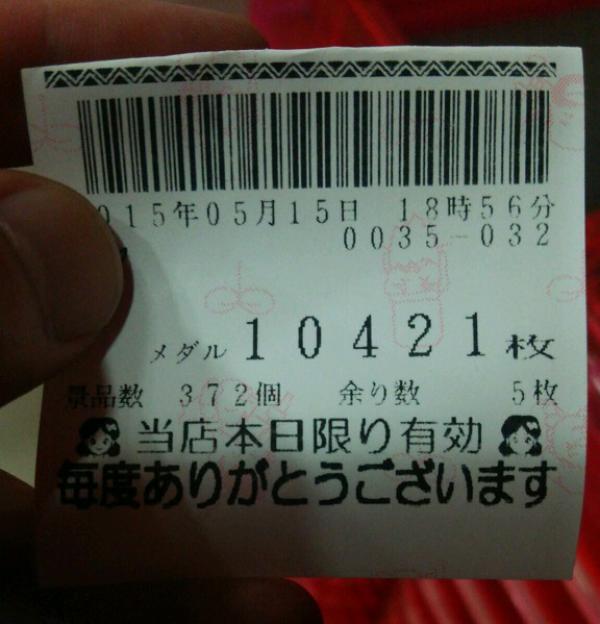 015年05月15日 18時56分
0035-032
メダル 10421枚
景品数 372個 余り数 5枚
当店本日限り有効
毎度ありがとうございます